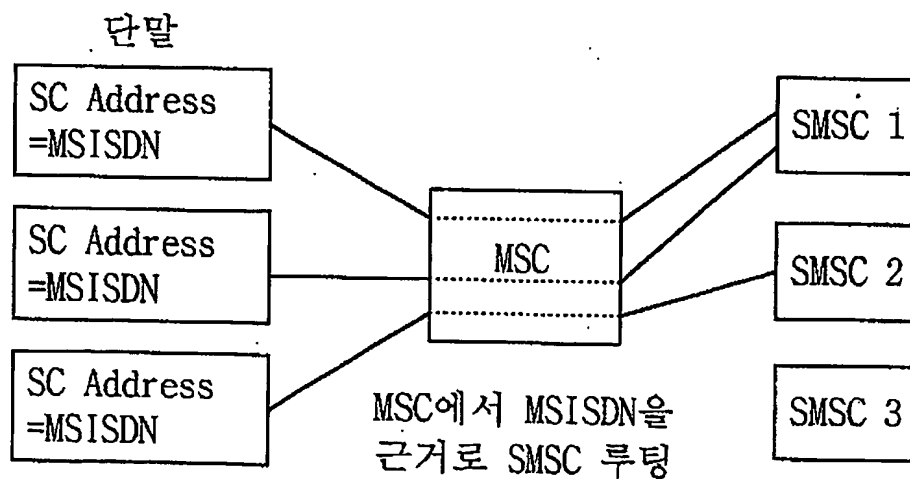 단말
SC Address
=MSISDN
SC Address
=MSISDN
SC Address
=MSISDN
MSC
SMSC 1
SMSC 2
SMSC 3
MSC에서 MSISDN을
근거로 SMSC 루팅